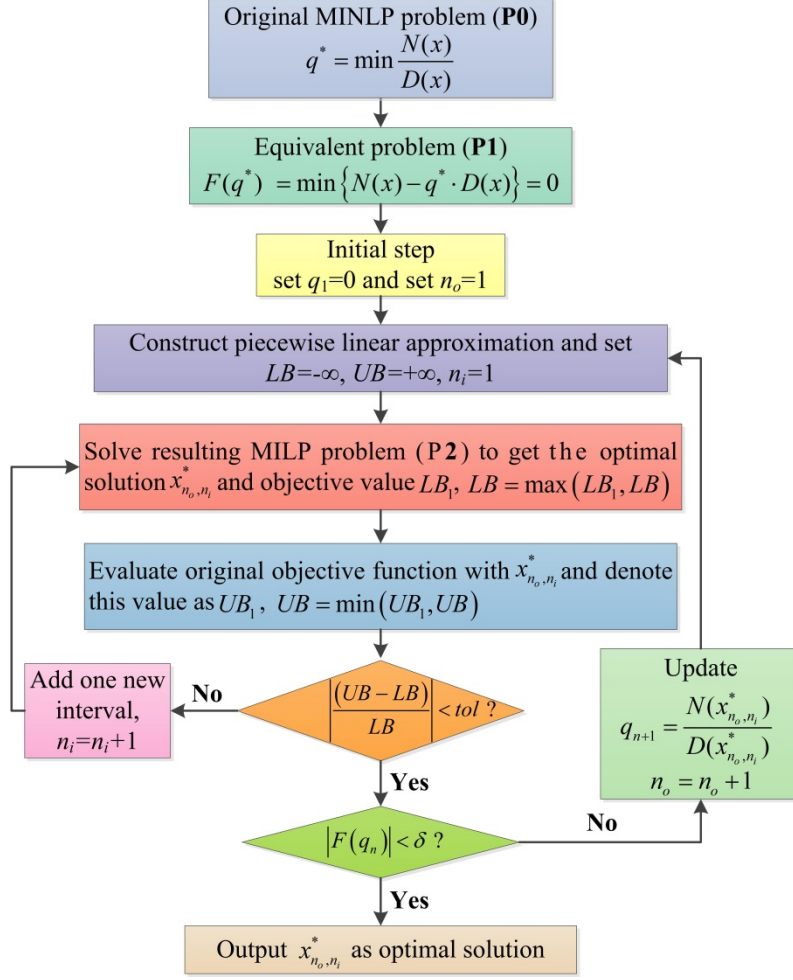 Original MINLP problem (P0)
q* = min N(x)/D(x)
Equivalent problem (P1)
F(q*) = min{N(x) − q* · D(x)} = 0
Initial step
set q₁=0 and set nₒ=1
Construct piecewise linear approximation and set
LB=-∞, UB=+∞, nᵢ=1
Solve resulting MILP problem (P2) to get the optimal
solution x*ₙₒ,ₙᵢ and objective value LB₁, LB = max(LB₁, LB)
Evaluate original objective function with x*ₙₒ,ₙᵢ and denote
this value as UB₁, UB = min(UB₁, UB)
|(UB − LB)/LB| < tol ?
No
Add one new
interval,
nᵢ=nᵢ+1
Yes
|F(qₙ)| < δ ?
No
Update
qₙ₊₁ = N(x*ₙₒ,ₙᵢ)/D(x*ₙₒ,ₙᵢ)
nₒ = nₒ + 1
Yes
Output x*ₙₒ,ₙᵢ as optimal solution